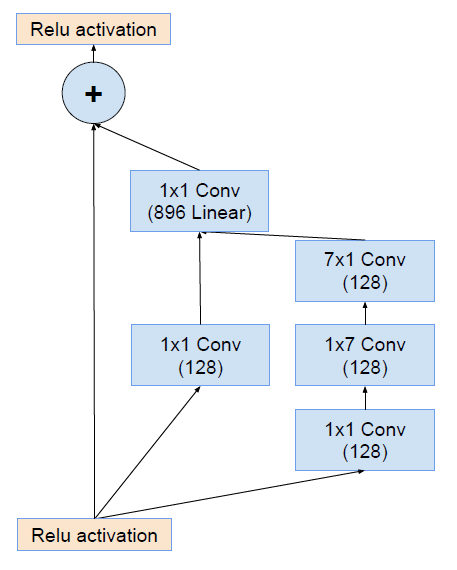 Relu activation
+
1x1 Conv
(896 Linear)
7x1 Conv
(128)
1x1 Conv
(128)
1x7 Conv
(128)
1x1 Conv
(128)
Relu activation